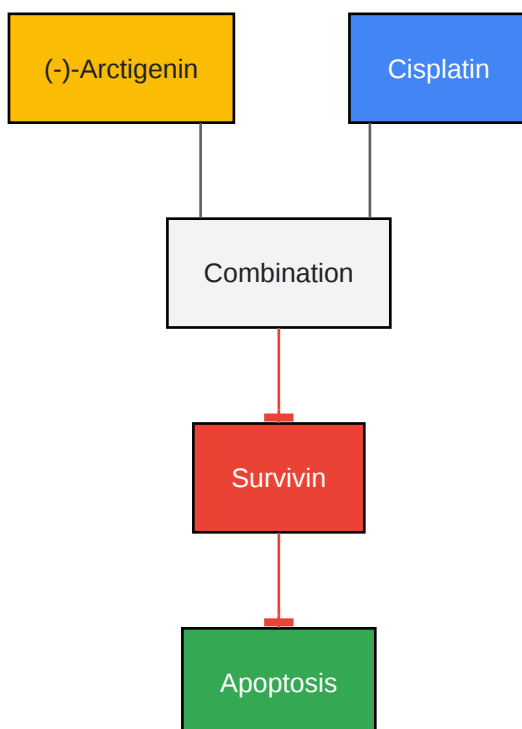 (-)-Arctigenin
Cisplatin
Combination
Survivin
Apoptosis